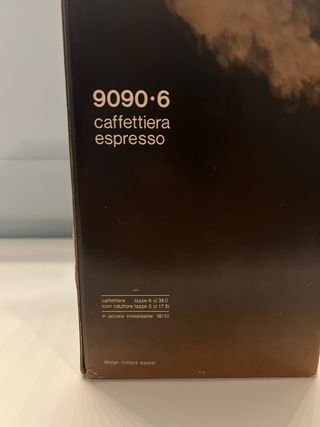 9090·6
caffettiera
espresso
caffettiera tazze 6 cl 35.0
(con riduttore tazze 3 cl 17.5)
in acciaio inossidabile 18/10
design richard sapper